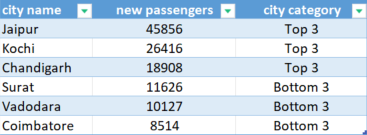 city name new passengers city category
Jaipur 45856 Top 3
Kochi 26416 Top 3
Chandigarh 18908 Top 3
Surat 11626 Bottom 3
Vadodara 10127 Bottom 3
Coimbatore 8514 Bottom 3